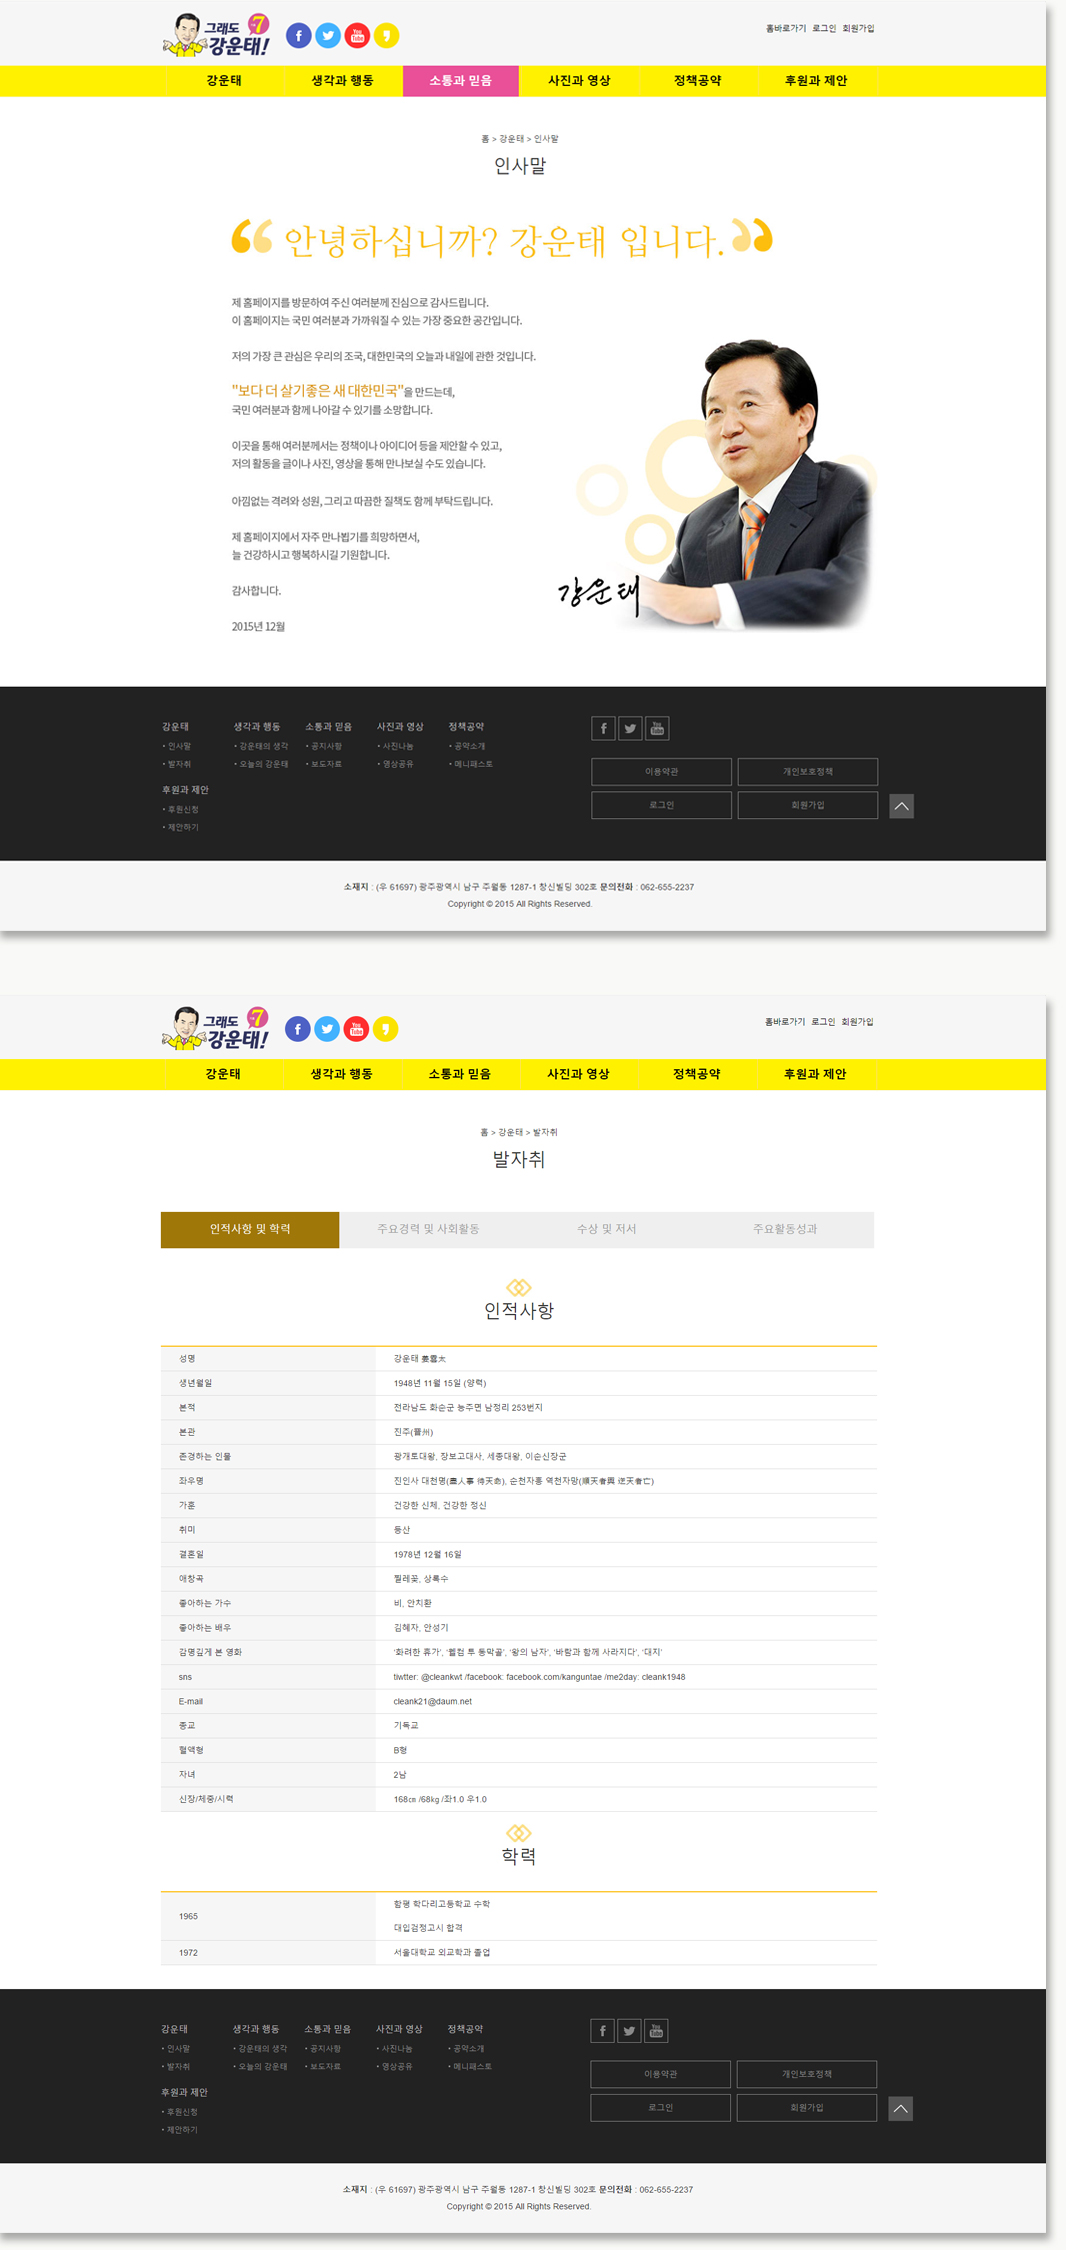 그래도 7
강운태!
You
Tube
홈바로가기 로그인 회원가입
강운태 생각과 행동 소통과 믿음 사진과 영상 정책공약 후원과 제안
홈 > 강운태 > 인사말
인사말
“ 안녕하십니까? 강운태 입니다. ”
제 홈페이지를 방문하여 주신 여러분께 진심으로 감사드립니다.
이 홈페이지는 국민 여러분과 가까워질 수 있는 가장 중요한 공간입니다.
저의 가장 큰 관심은 우리의 조국, 대한민국의 오늘과 내일에 관한 것입니다.
"보다 더 살기좋은 새 대한민국"을 만드는데,
국민 여러분과 함께 나아갈 수 있기를 소망합니다.
이곳을 통해 여러분께서는 정책이나 아이디어 등을 제안할 수 있고,
저의 활동을 글이나 사진, 영상을 통해 만나보실 수도 있습니다.
아낌없는 격려와 성원, 그리고 따끔한 질책도 함께 부탁드립니다.
제 홈페이지에서 자주 만나뵙기를 희망하면서,
늘 건강하시고 행복하시길 기원합니다.
감사합니다.
2015년 12월
강운태
강운태 생각과 행동 소통과 믿음 사진과 영상 정책공약
• 인사말 • 강운태의 생각 • 공지사항 • 사진나눔 • 공약소개
• 발자취 • 오늘의 강운태 • 보도자료 • 영상공유 • 메니패스토
후원과 제안
• 후원신청
• 제안하기
You
Tube
이용약관 개인보호정책
로그인 회원가입
소재지 : (우 61697) 광주광역시 남구 주월동 1287-1 창신빌딩 302호 문의전화 : 062-655-2237
Copyright © 2015 All Rights Reserved.
그래도 7
강운태!
You
Tube
홈바로가기 로그인 회원가입
강운태 생각과 행동 소통과 믿음 사진과 영상 정책공약 후원과 제안
홈 > 강운태 > 발자취
발자취
인적사항 및 학력 주요경력 및 사회활동 수상 및 저서 주요활동성과
인적사항
성명 강운태 姜雲太
생년월일 1948년 11월 15일 (양력)
본적 전라남도 화순군 능주면 남정리 253번지
본관 진주(晋州)
존경하는 인물 광개토대왕, 장보고대사, 세종대왕, 이순신장군
좌우명 진인사 대천명(盡人事 待天命), 순천자흥 역천자망(順天者興 逆天者亡)
가훈 건강한 신체, 건강한 정신
취미 등산
결혼일 1978년 12월 16일
애창곡 찔레꽃, 상록수
좋아하는 가수 비, 안치환
좋아하는 배우 김혜자, 안성기
감명깊게 본 영화 '화려한 휴가', '웰컴 투 동막골', '왕의 남자', '바람과 함께 사라지다', '대지'
sns tiwtter: @cleankwt /facebook: facebook.com/kanguntae /me2day: cleank1948
E-mail cleank21@daum.net
종교 기독교
혈액형 B형
자녀 2남
신장/체중/시력 168㎝ /68㎏ /좌1.0 우1.0
학력
1965 함평 학다리고등학교 수학
대입검정고시 합격
1972 서울대학교 외교학과 졸업
강운태 생각과 행동 소통과 믿음 사진과 영상 정책공약
• 인사말 • 강운태의 생각 • 공지사항 • 사진나눔 • 공약소개
• 발자취 • 오늘의 강운태 • 보도자료 • 영상공유 • 메니패스토
후원과 제안
• 후원신청
• 제안하기
You
Tube
이용약관 개인보호정책
로그인 회원가입
소재지 : (우 61697) 광주광역시 남구 주월동 1287-1 창신빌딩 302호 문의전화 : 062-655-2237
Copyright © 2015 All Rights Reserved.